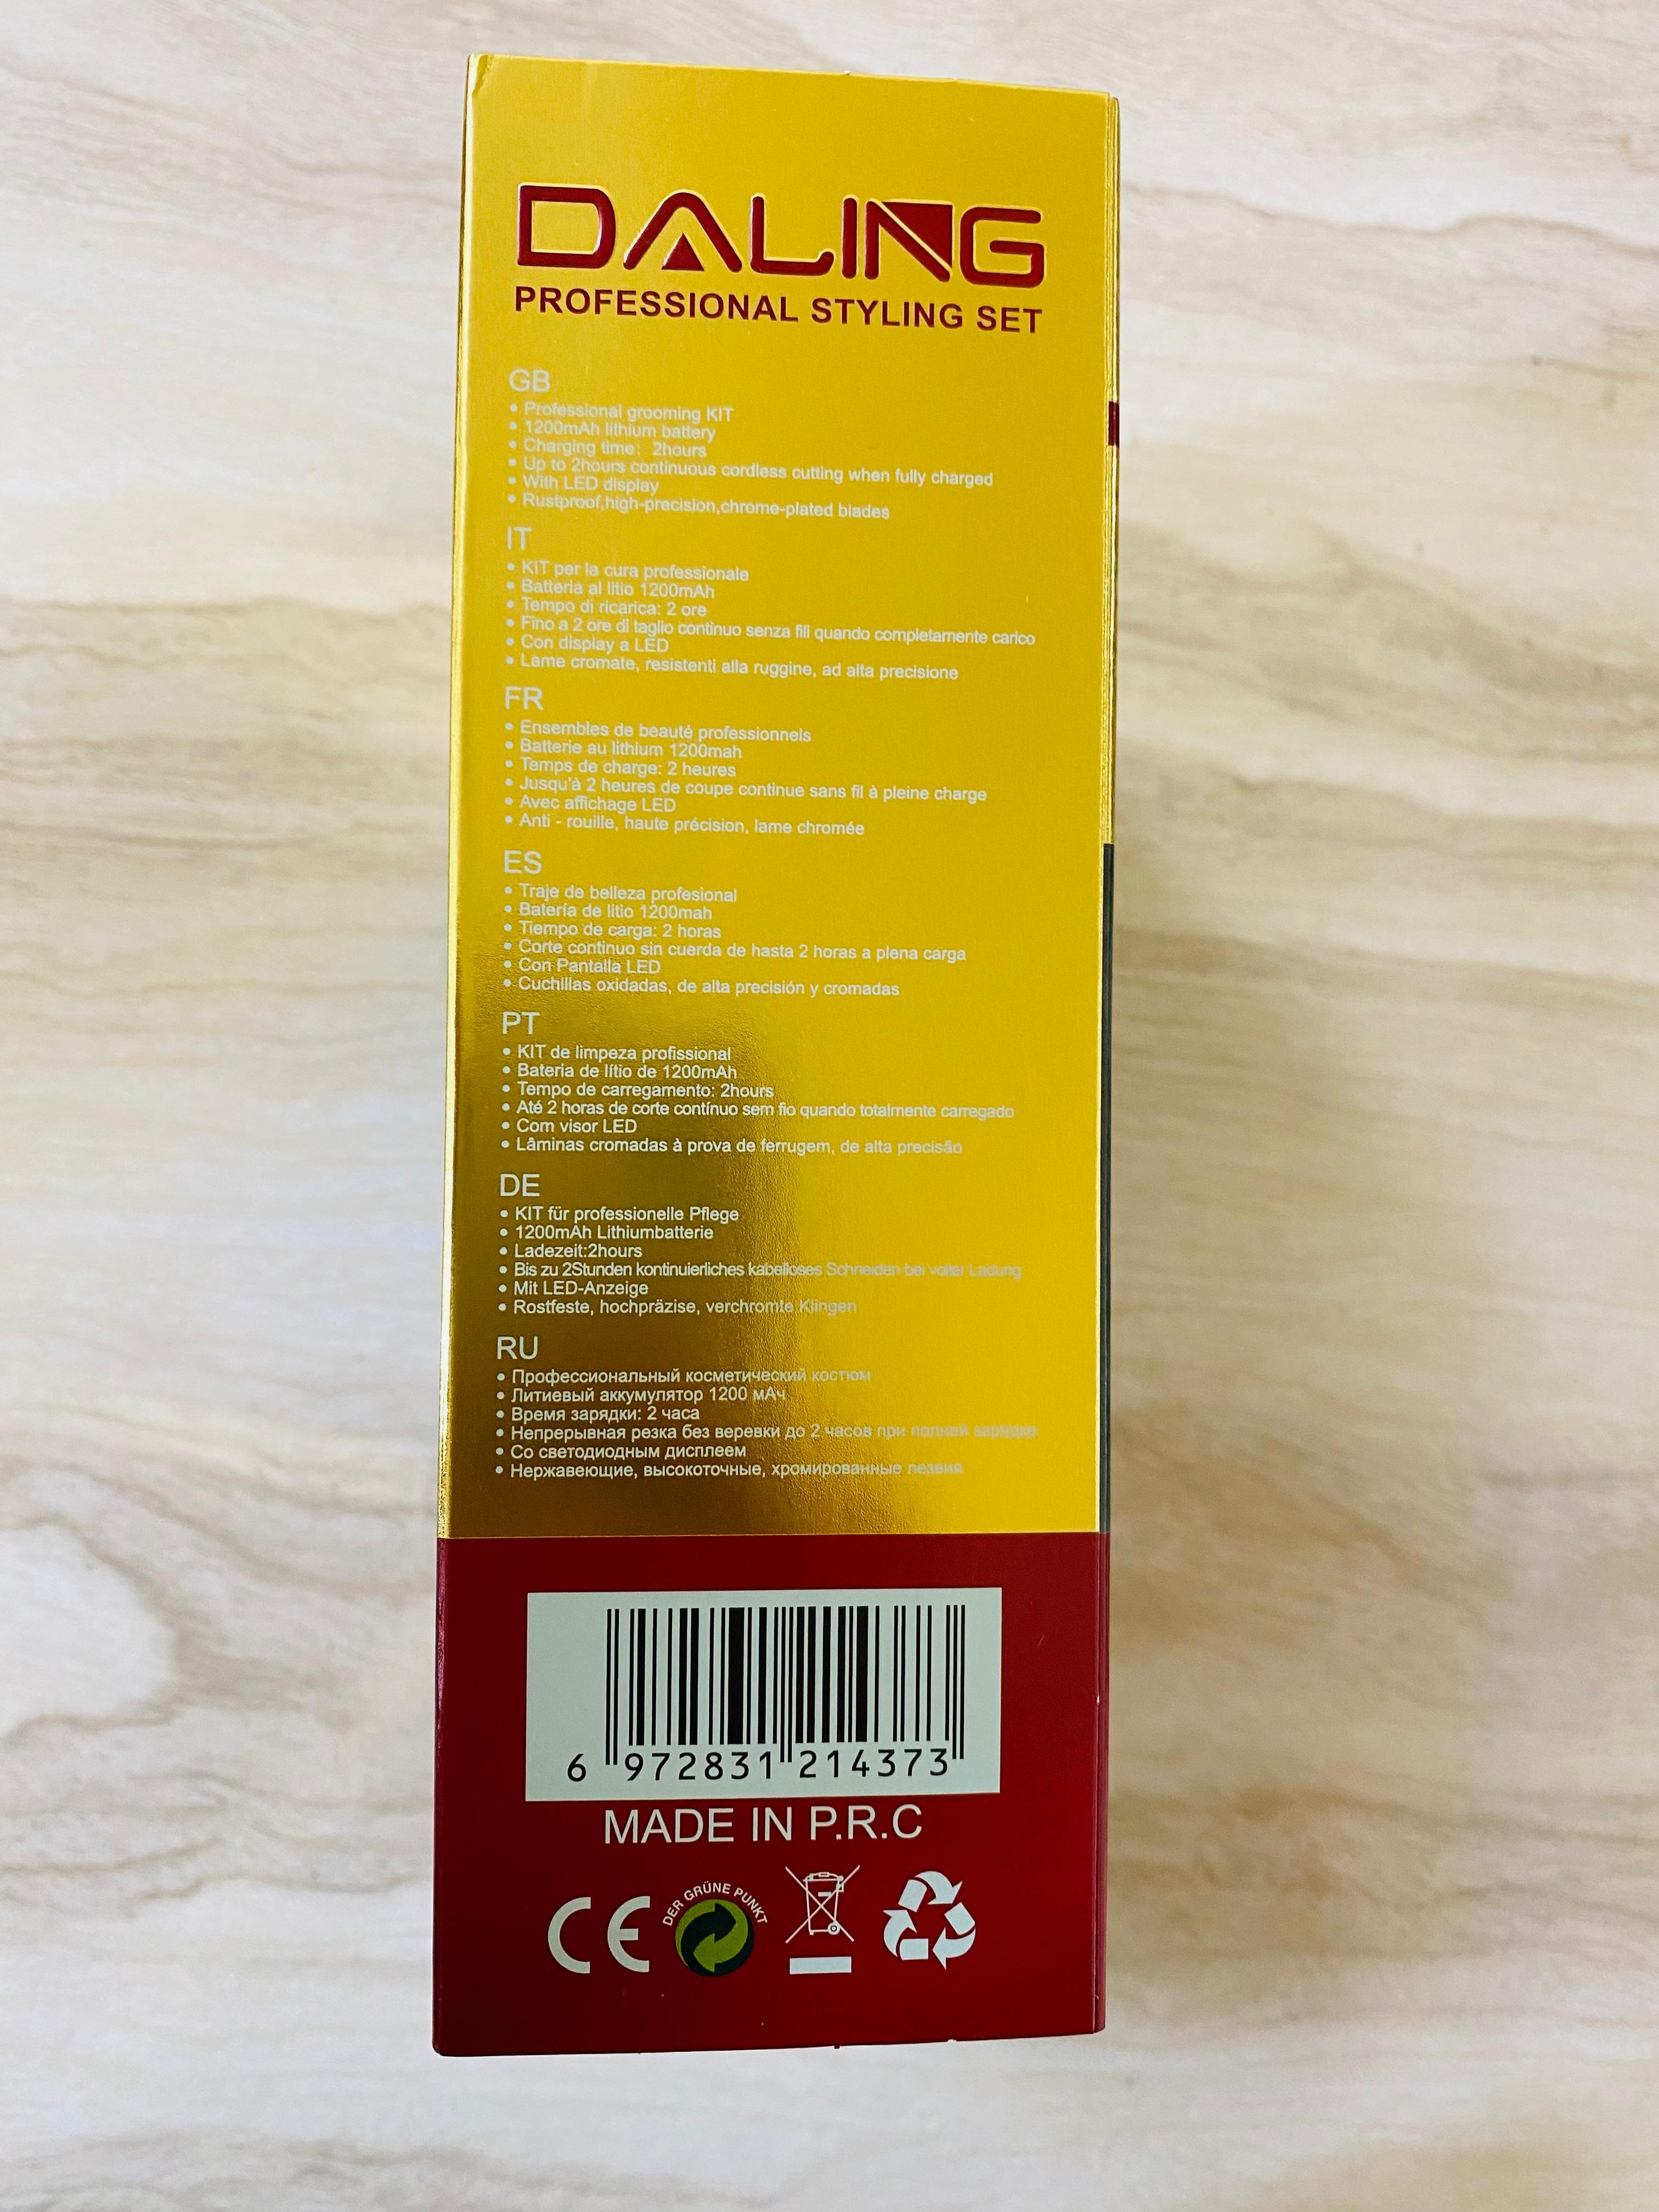 DALING
PROFESSIONAL STYLING SET
GB
• Professional grooming KIT
• 1200mAh lithium battery
• Charging time: 2hours
• Up to 2hours continuous cordless cutting when fully charged
• With LED display
• Rustproof,high-precision,chrome-plated blades
IT
• KIT per la cura professionale
• Batteria al litio 1200mAh
• Tempo di ricarica: 2 ore
• Fino a 2 ore di taglio continuo senza fili quando completamente carico
• Con display a LED
• Lame cromate, resistenti alla ruggine, ad alta precisione
FR
• Ensembles de beauté professionnels
• Batterie au lithium 1200mah
• Temps de charge: 2 heures
• Jusqu'à 2 heures de coupe continue sans fil à pleine charge
• Avec affichage LED
• Anti - rouille, haute précision, lame chromée
ES
• Traje de belleza profesional
• Batería de litio 1200mah
• Tiempo de carga: 2 horas
• Corte continuo sin cuerda de hasta 2 horas a plena carga
• Con Pantalla LED
• Cuchillas oxidadas, de alta precisión y cromadas
PT
• KIT de limpeza profissional
• Bateria de lítio de 1200mAh
• Tempo de carregamento: 2hours
• Até 2 horas de corte contínuo sem fio quando totalmente carregado
• Com visor LED
• Lâminas cromadas à prova de ferrugem, de alta precisão
DE
• KIT für professionelle Pflege
• 1200mAh Lithiumbatterie
• Ladezeit:2hours
• Bis zu 2Stunden kontinuierliches kabelloses Schneiden bei voller Ladung
• Mit LED-Anzeige
• Rostfeste, hochpräzise, verchromte Klingen
RU
• Профессиональный косметический костюм
• Литиевый аккумулятор 1200 мАч
• Время зарядки: 2 часа
• Непрерывная резка без веревки до 2 часов при полной зарядке
• Со светодиодным дисплеем
• Нержавеющие, высокоточные, хромированные лезвия
6 972831 214373
MADE IN P.R.C
CE
DER GRÜNE PUNKT